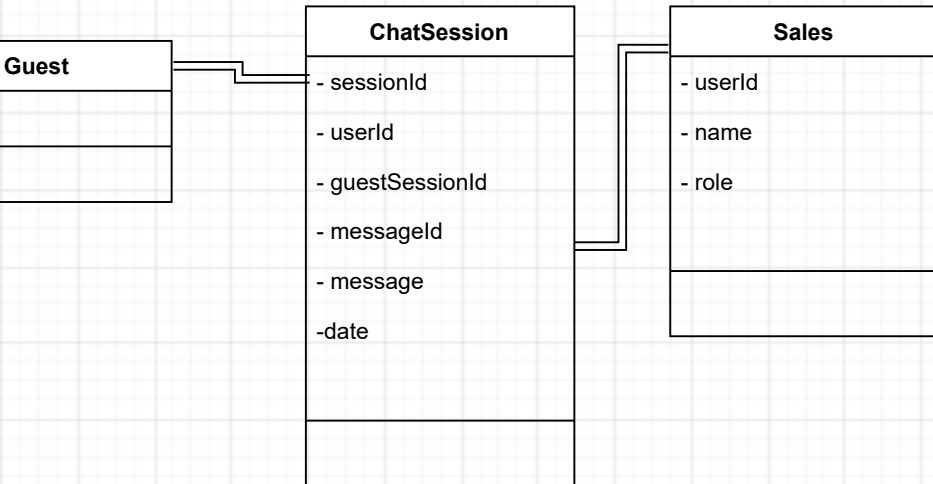 Guest
ChatSession
- sessionId
- userId
- guestSessionId
- messageId
- message
-date
Sales
- userId
- name
- role